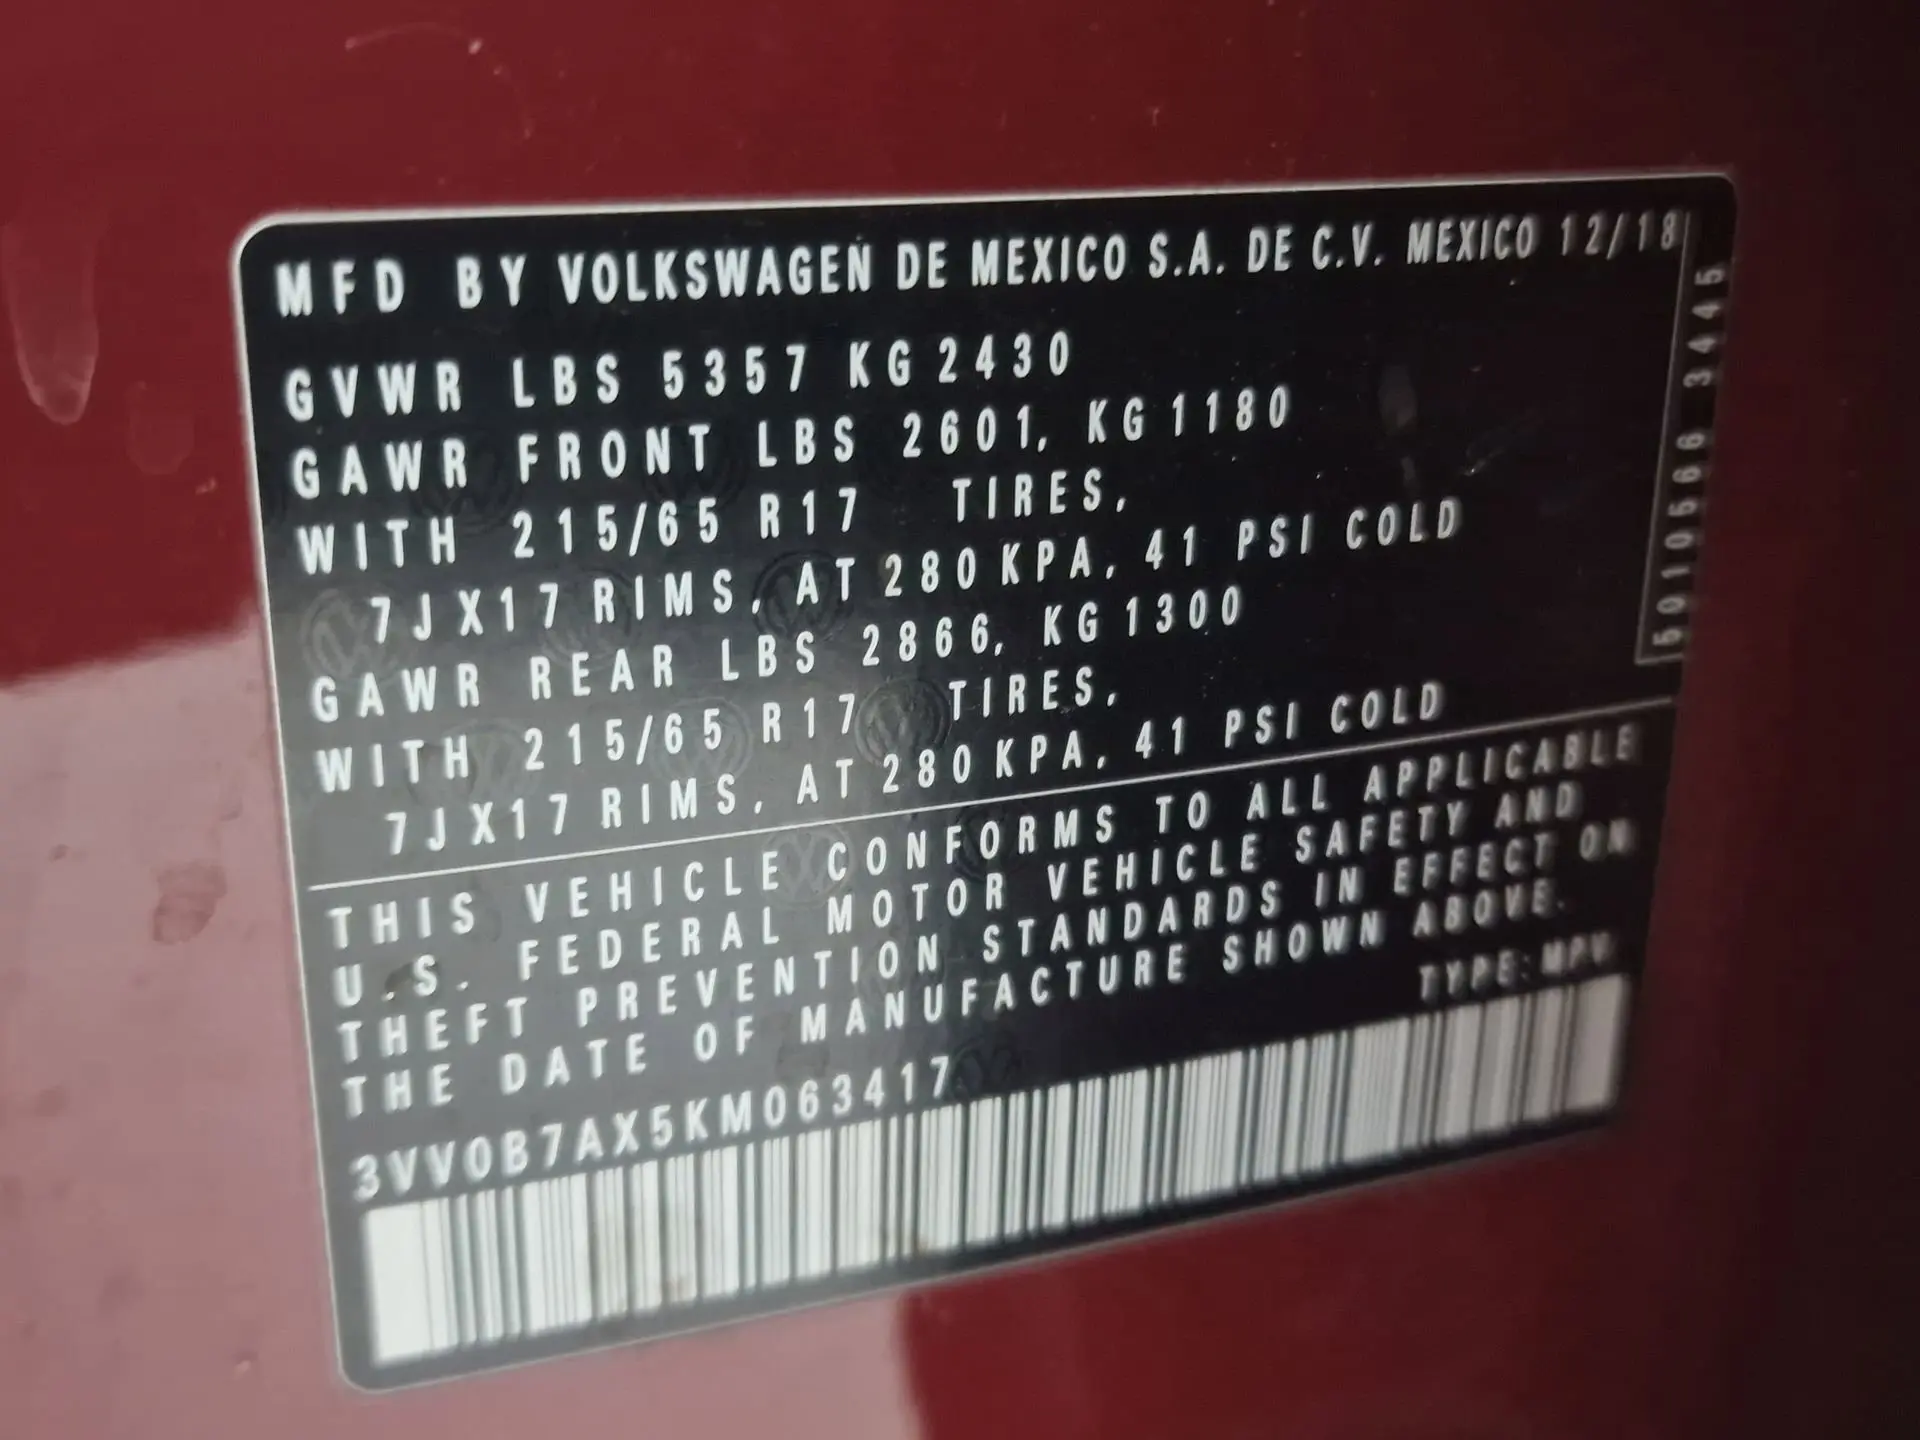 MFD BY VOLKSWAGEN DE MEXICO S.A. DE C.V. MEXICO 12/18
GVWR LBS 5357 KG 2430
GAWR FRONT LBS 2601, KG 1180
WITH 215/65 R17 TIRES,
7JX17 RIMS, AT 280 KPA, 41 PSI COLD
GAWR REAR LBS 2866, KG 1300
WITH 215/65 R17 TIRES,
7JX17 RIMS, AT 280 KPA, 41 PSI COLD
5010566 3445
THIS VEHICLE CONFORMS TO ALL APPLICABLE
U.S. FEDERAL MOTOR VEHICLE SAFETY AND
THEFT PREVENTION STANDARDS IN EFFECT ON
THE DATE OF MANUFACTURE SHOWN ABOVE.
TYPE: MPV
3VV0B7AX5KM063417